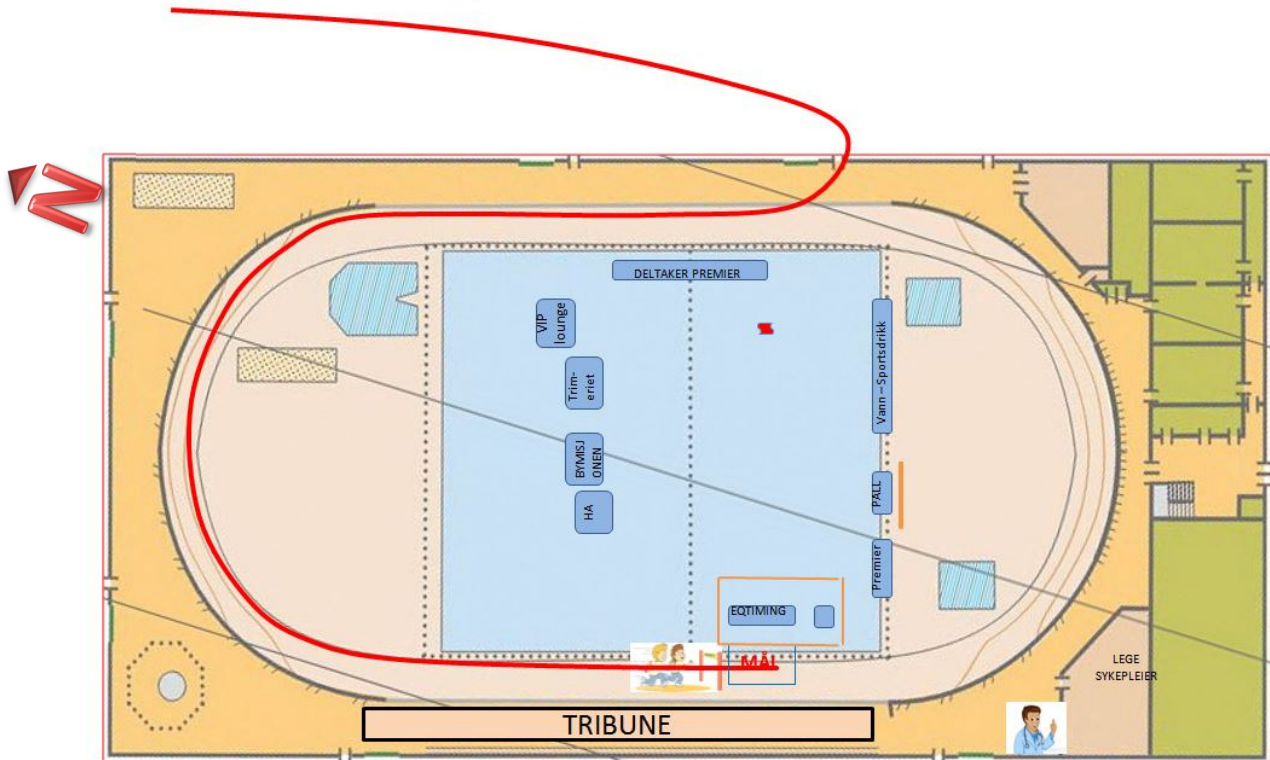 N
DELTAKER PREMIER
VIP
lounge
Trim-
eriet
BYMISJ
ONEN
HA
Vann – Sportsdrikk
PALL
Premier
EQTIMING
MÅL
LEGE
SYKEPLEIER
TRIBUNE